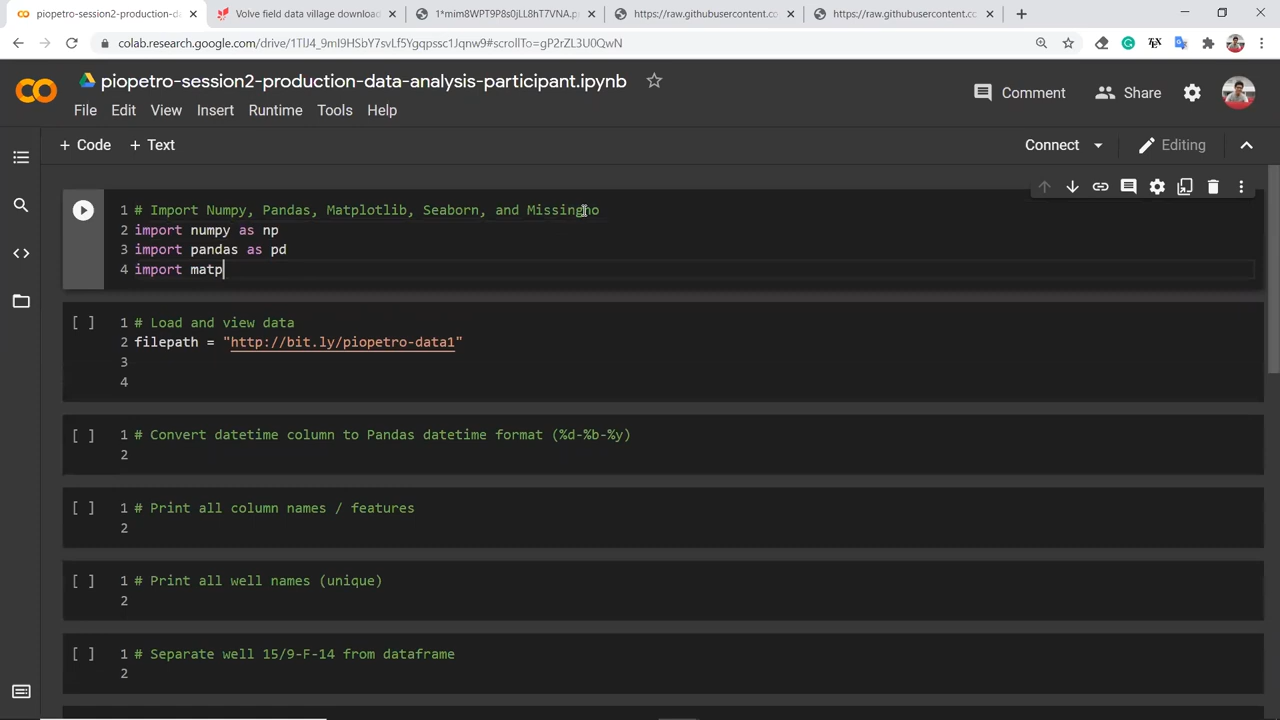 piopetro-session2-production-d
Volve field data village download
1*mim8WPT9P8s0jLL8hT7VNA.p
https://raw.githubusercontent.co
https://raw.githubusercontent.cc
colab.research.google.com/drive/1TlJ4_9ml9HSbY7svLf5Ygqpssc1Jqnw9#scrollTo=gP2rZL3U0QwN
piopetro-session2-production-data-analysis-participant.ipynb
File Edit View Insert Runtime Tools Help
Comment Share
+ Code + Text
Connect Editing
1 # Import Numpy, Pandas, Matplotlib, Seaborn, and Missingno
2 import numpy as np
3 import pandas as pd
4 import matp
[ ] 1 # Load and view data
2 filepath = "http://bit.ly/piopetro-data1"
3
4
[ ] 1 # Convert datetime column to Pandas datetime format (%d-%b-%y)
2
[ ] 1 # Print all column names / features
2
[ ] 1 # Print all well names (unique)
2
[ ] 1 # Separate well 15/9-F-14 from dataframe
2